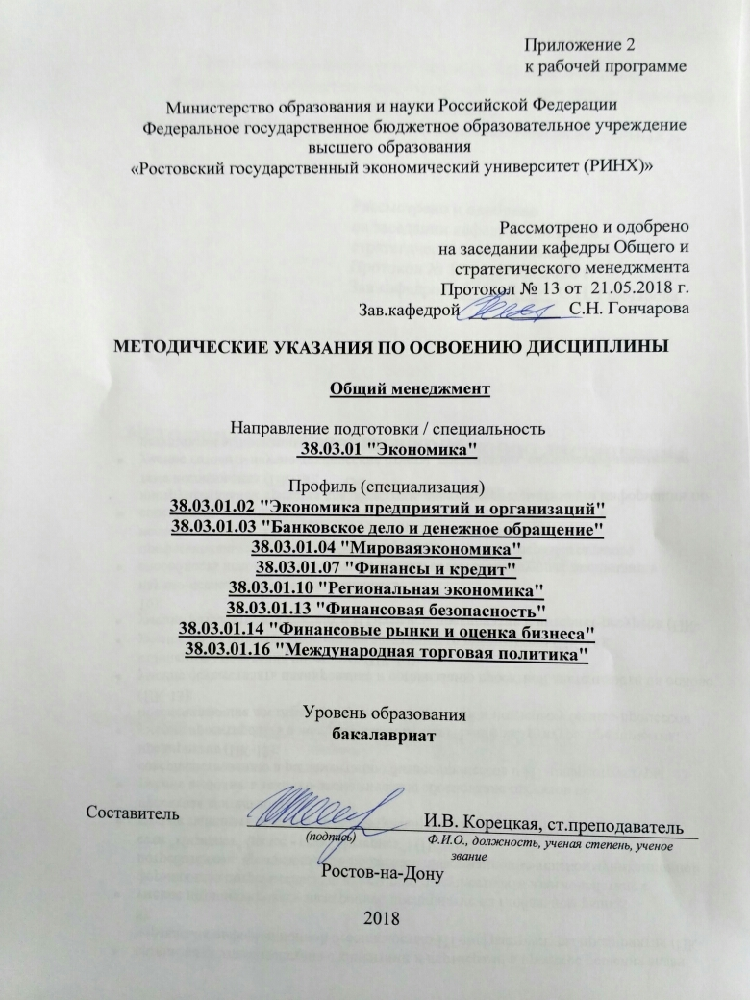 Приложение 2
к рабочей программе
Министерство образования и науки Российской Федерации
Федеральное государственное бюджетное образовательное учреждение
высшего образования
«Ростовский государственный экономический университет (РИНХ)»
Рассмотрено и одобрено
на заседании кафедры Общего и
стратегического менеджмента
Протокол № 13 от 21.05.2018 г.
Зав.кафедрой С.Н. Гончарова
МЕТОДИЧЕСКИЕ УКАЗАНИЯ ПО ОСВОЕНИЮ ДИСЦИПЛИНЫ
Общий менеджмент
Направление подготовки / специальность
38.03.01 "Экономика"
Профиль (специализация)
38.03.01.02 "Экономика предприятий и организаций"
38.03.01.03 "Банковское дело и денежное обращение"
38.03.01.04 "Мироваяэкономика"
38.03.01.07 "Финансы и кредит"
38.03.01.10 "Региональная экономика"
38.03.01.13 "Финансовая безопасность"
38.03.01.14 "Финансовые рынки и оценка бизнеса"
38.03.01.16 "Международная торговая политика"
Уровень образования
бакалавриат
Составитель И.В. Корецкая, ст.преподаватель
(подпись) Ф.И.О., должность, ученая степень, ученое
звание
Ростов-на-Дону
2018